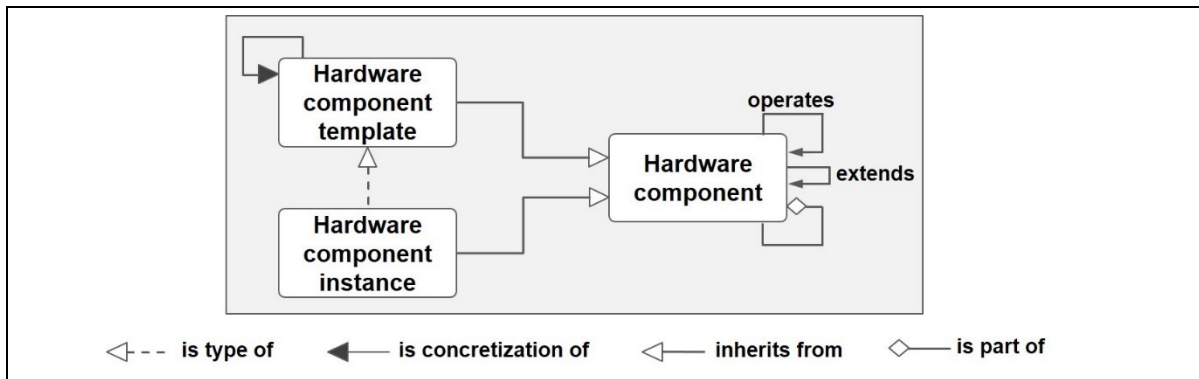 Hardware
component
template
operates
Hardware
component
extends
Hardware
component
instance
is type of
is concretization of
inherits from
is part of